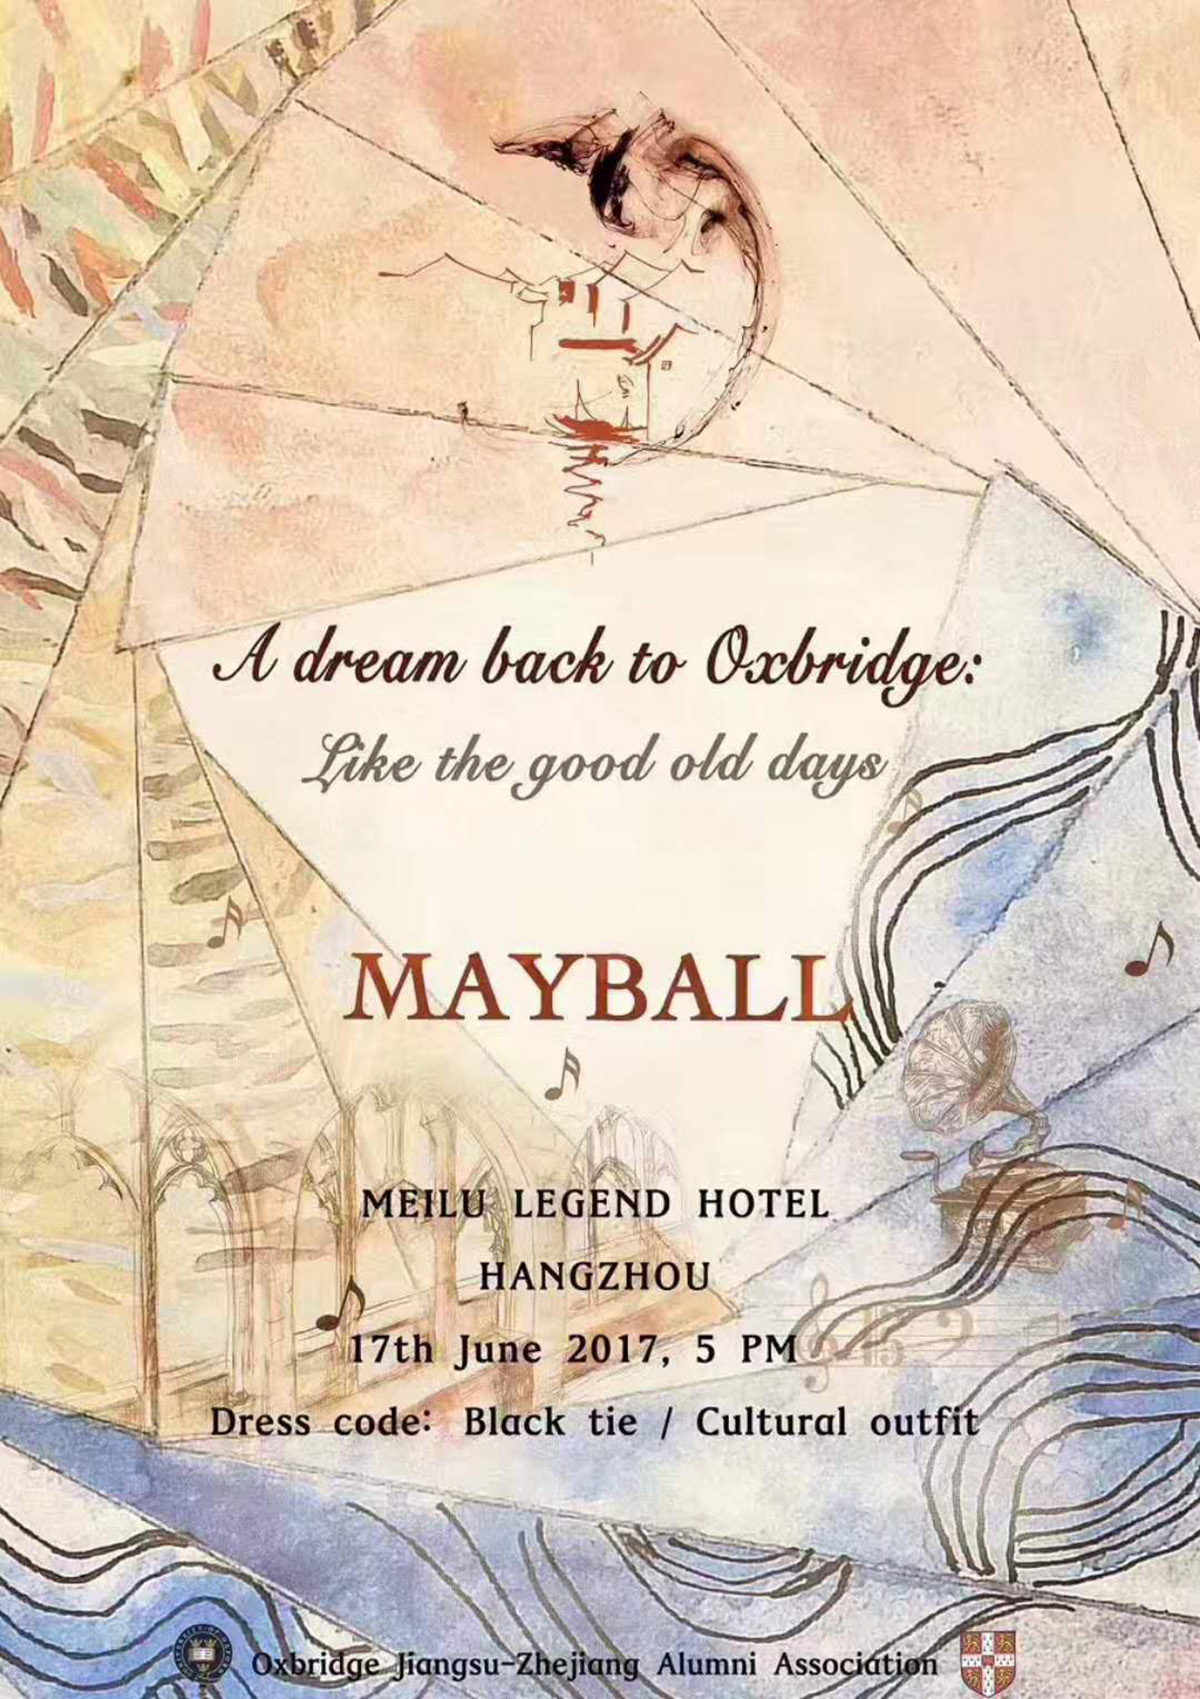 A dream back to Oxbridge:
Like the good old days
MAYBALL
MEILU LEGEND HOTEL
HANGZHOU
17th June 2017, 5 PM
Dress code: Black tie / Cultural outfit
Oxbridge Jiangsu-Zhejiang Alumni Association